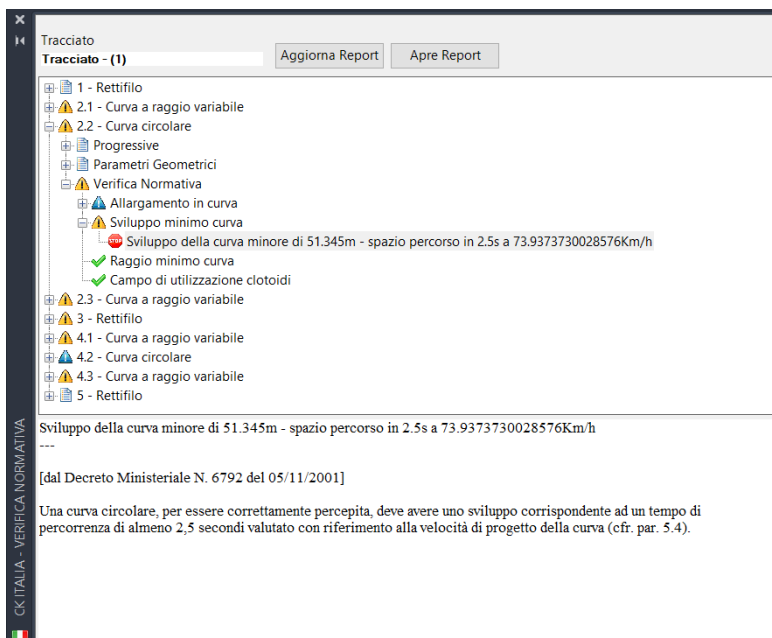 Tracciato
Tracciato - (1)
Aggiorna Report
Apre Report
1 - Rettifilo
2.1 - Curva a raggio variabile
2.2 - Curva circolare
Progressive
Parametri Geometrici
Verifica Normativa
Allargamento in curva
Sviluppo minimo curva
STOP
Sviluppo della curva minore di 51.345m - spazio percorso in 2.5s a 73.9373730028576Km/h
Raggio minimo curva
Campo di utilizzazione clotoidi
2.3 - Curva a raggio variabile
3 - Rettifilo
4.1 - Curva a raggio variabile
4.2 - Curva circolare
4.3 - Curva a raggio variabile
5 - Rettifilo
Sviluppo della curva minore di 51.345m - spazio percorso in 2.5s a 73.9373730028576Km/h
---
[dal Decreto Ministeriale N. 6792 del 05/11/2001]
Una curva circolare, per essere correttamente percepita, deve avere uno sviluppo corrispondente ad un tempo di
percorrenza di almeno 2,5 secondi valutato con riferimento alla velocità di progetto della curva (cfr. par. 5.4).
CK ITALIA - VERIFICA NORMATIVA